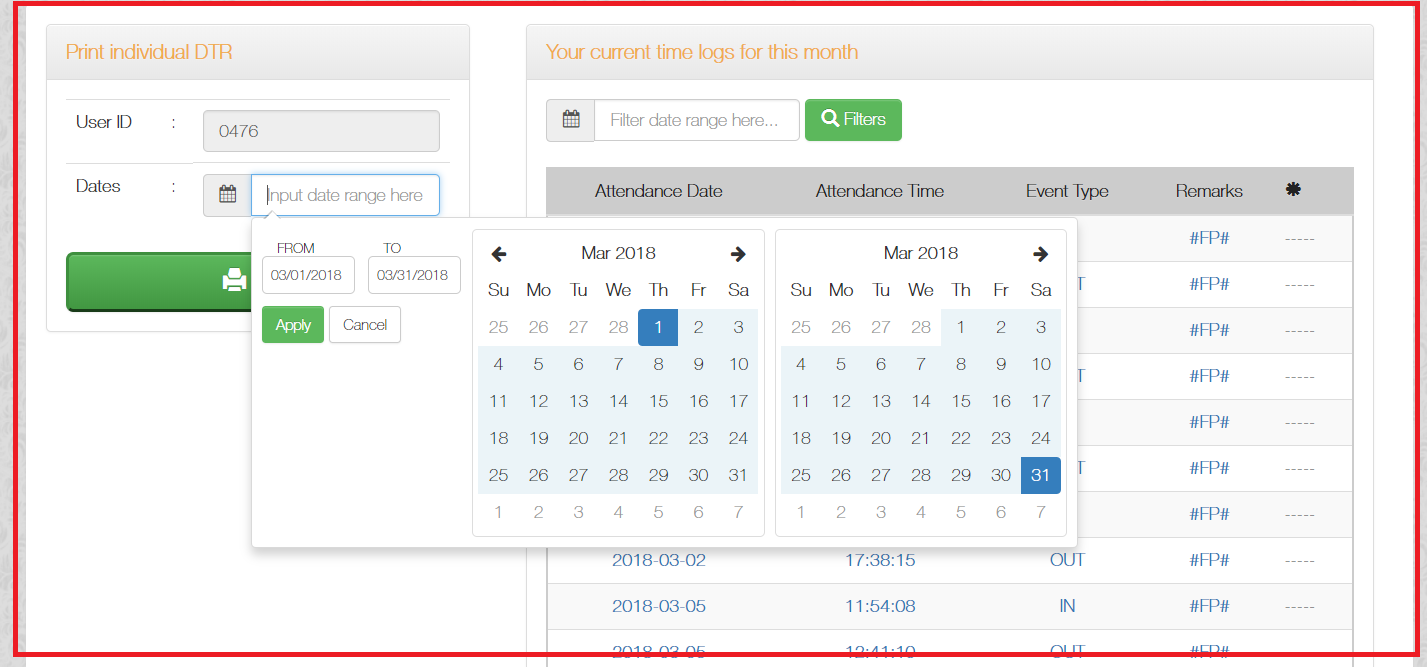 Print individual DTR
User ID : 0476
Dates : Input date range here
FROM TO
03/01/2018 03/31/2018
Apply Cancel
Mar 2018
Su Mo Tu We Th Fr Sa
25 26 27 28 1 2 3
4 5 6 7 8 9 10
11 12 13 14 15 16 17
18 19 20 21 22 23 24
25 26 27 28 29 30 31
1 2 3 4 5 6 7
Mar 2018
Su Mo Tu We Th Fr Sa
25 26 27 28 1 2 3
4 5 6 7 8 9 10
11 12 13 14 15 16 17
18 19 20 21 22 23 24
25 26 27 28 29 30 31
1 2 3 4 5 6 7
Your current time logs for this month
Filter date range here...
Filters
Attendance Date Attendance Time Event Type Remarks
#FP# -----
T #FP# -----
#FP# -----
T #FP# -----
#FP# -----
T #FP# -----
#FP# -----
2018-03-02 17:38:15 OUT #FP# -----
2018-03-05 11:54:08 IN #FP# -----
2018-03-05 12:41:10 OUT #FP# -----